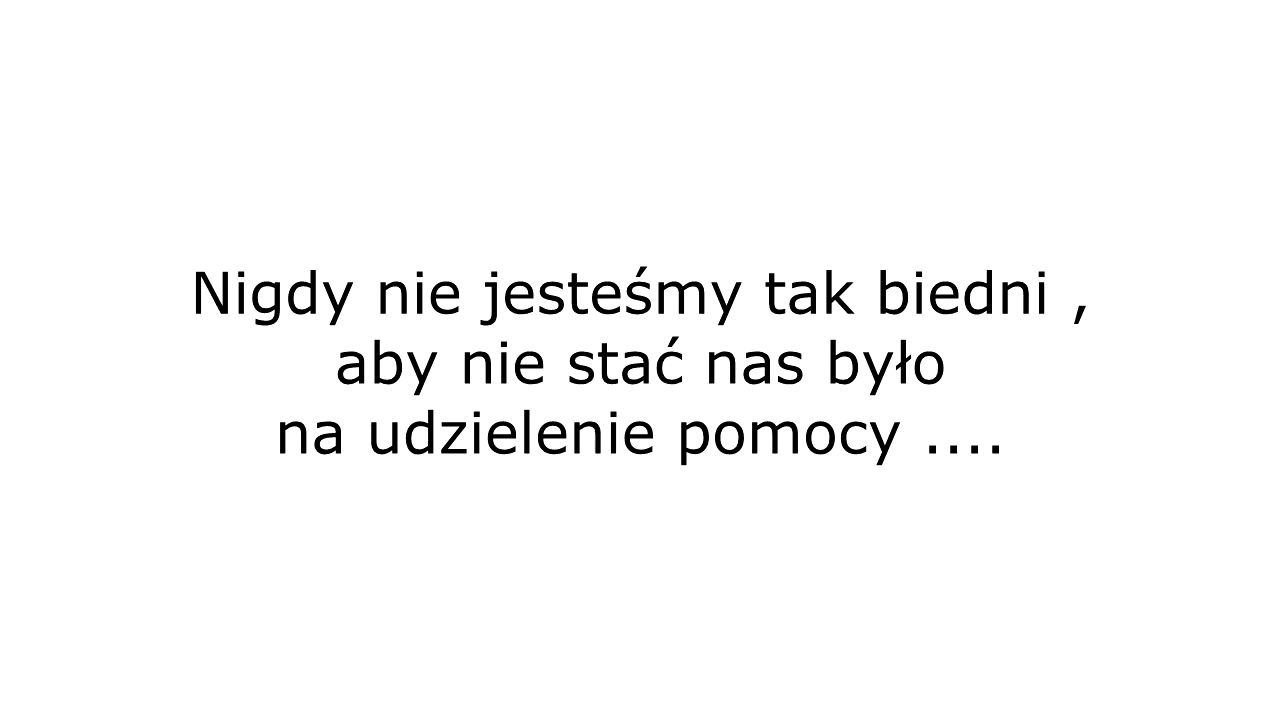 Nigdy nie jesteśmy tak biedni ,
aby nie stać nas było
na udzielenie pomocy ....